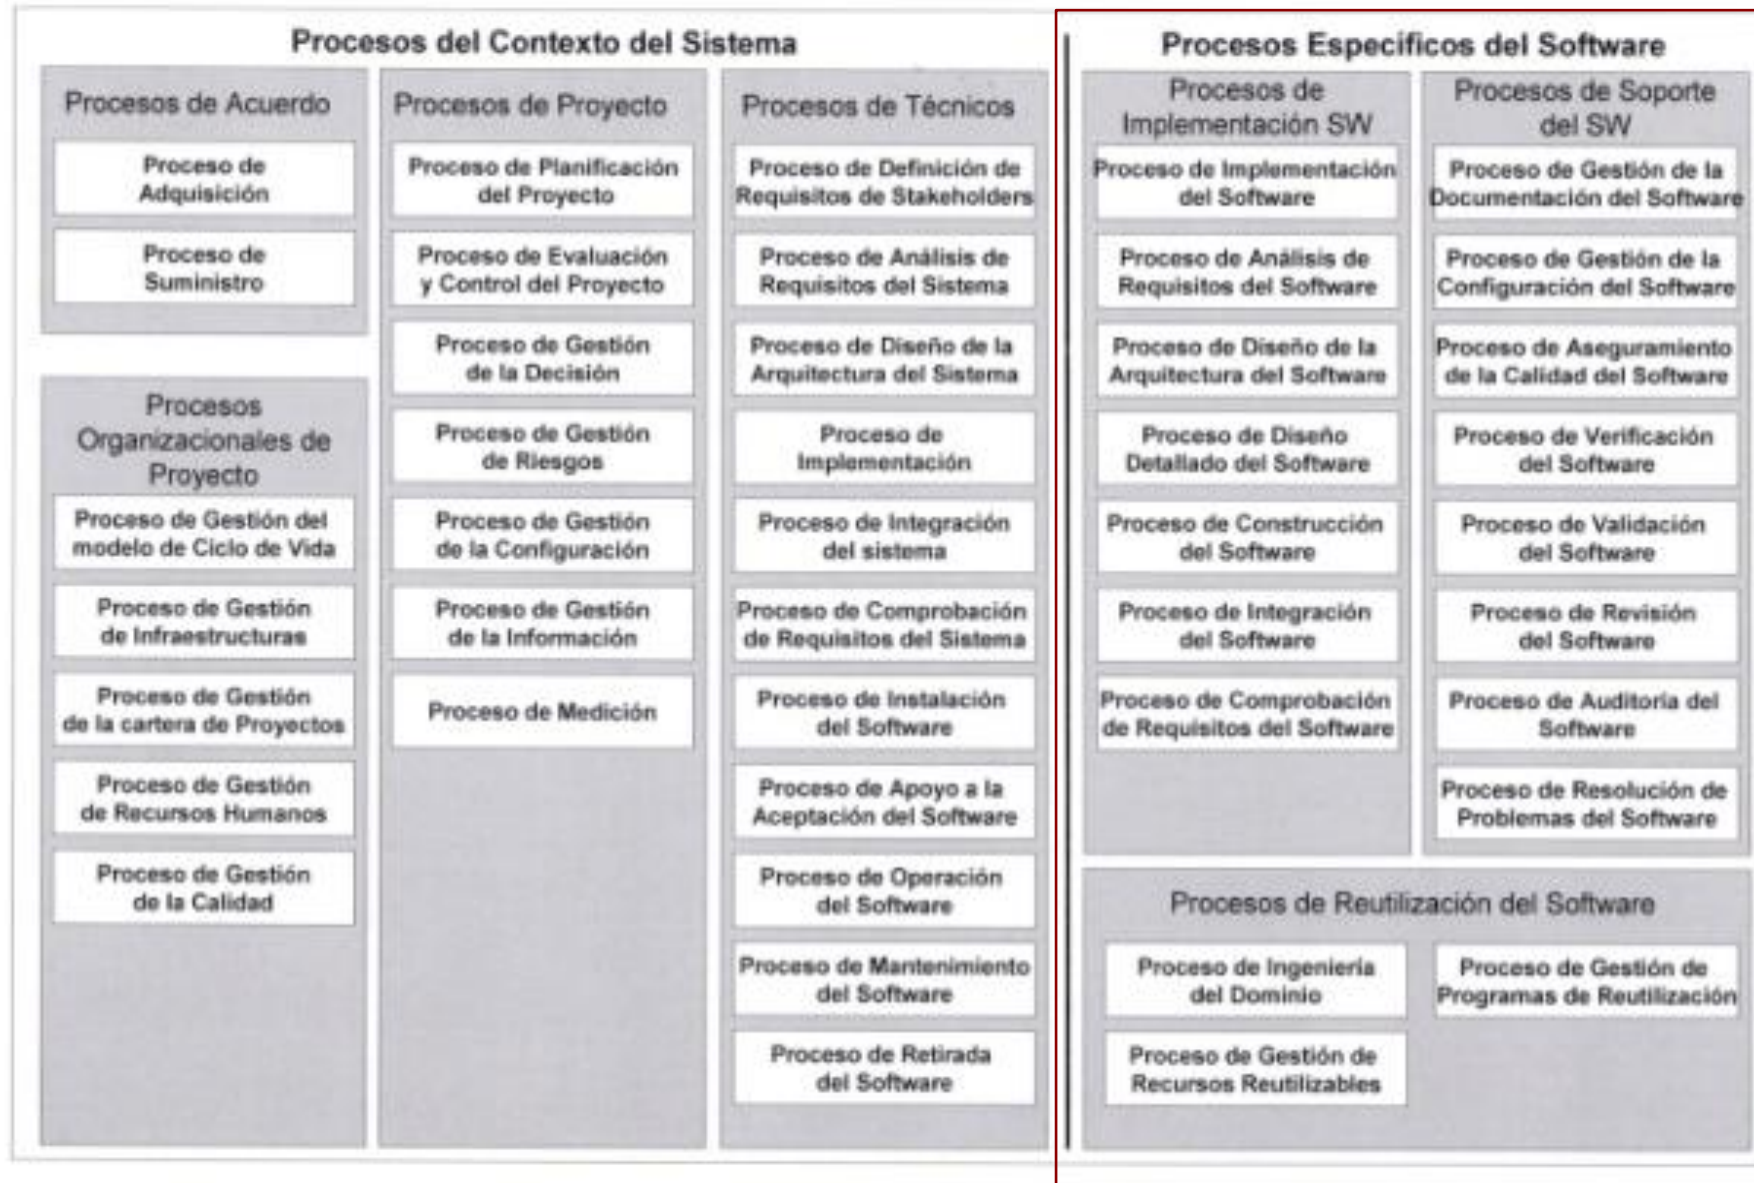 Procesos del Contexto del Sistema
Procesos de Acuerdo
Proceso de
Adquisición
Proceso de
Suministro
Procesos
Organizacionales de
Proyecto
Proceso de Gestión del
modelo de Ciclo de Vida
Proceso de Gestión
de Infraestructuras
Proceso de Gestión
de la cartera de Proyectos
Proceso de Gestión
de Recursos Humanos
Proceso de Gestión
de la Calidad
Procesos de Proyecto
Proceso de Planificación
del Proyecto
Proceso de Evaluación
y Control del Proyecto
Proceso de Gestión
de la Decisión
Proceso de Gestión
de Riesgos
Proceso de Gestión
de la Configuración
Proceso de Gestión
de la Información
Proceso de Medición
Procesos de Técnicos
Proceso de Definición de
Requisitos de Stakeholders
Proceso de Análisis de
Requisitos del Sistema
Proceso de Diseño de la
Arquitectura del Sistema
Proceso de
Implementación
Proceso de Integración
del sistema
Proceso de Comprobación
de Requisitos del Sistema
Proceso de Instalación
del Software
Proceso de Apoyo a la
Aceptación del Software
Proceso de Operación
del Software
Proceso de Mantenimiento
del Software
Proceso de Retirada
del Software
Procesos Específicos del Software
Procesos de
Implementación SW
Proceso de Implementación
del Software
Proceso de Análisis de
Requisitos del Software
Proceso de Diseño de la
Arquitectura del Software
Proceso de Diseño
Detallado del Software
Proceso de Construcción
del Software
Proceso de Integración
del Software
Proceso de Comprobación
de Requisitos del Software
Procesos de Soporte
del SW
Proceso de Gestión de la
Documentación del Software
Proceso de Gestión de la
Configuración del Software
Proceso de Aseguramiento
de la Calidad del Software
Proceso de Verificación
del Software
Proceso de Validación
del Software
Proceso de Revisión
del Software
Proceso de Auditoría del
Software
Proceso de Resolución de
Problemas del Software
Procesos de Reutilización del Software
Proceso de Ingeniería
del Dominio
Proceso de Gestión de
Programas de Reutilización
Proceso de Gestión de
Recursos Reutilizables